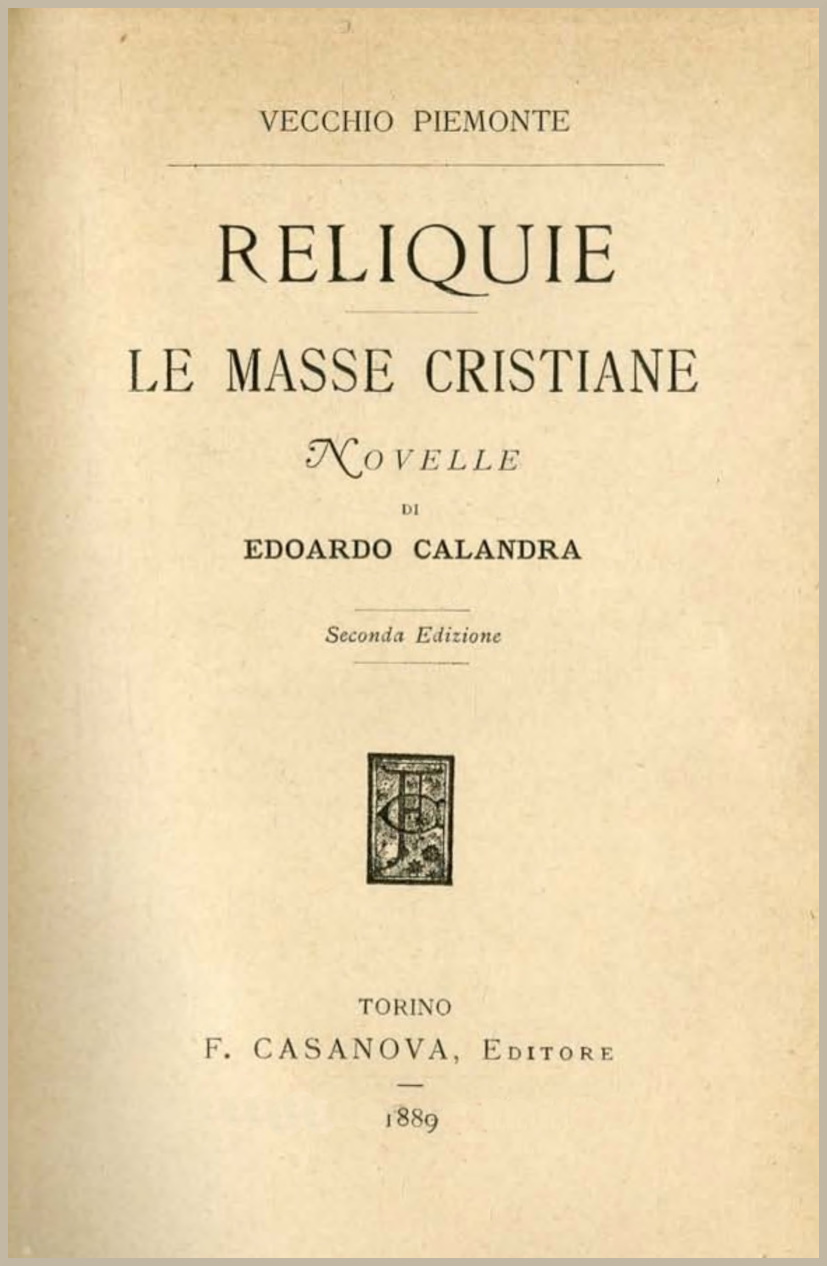 VECCHIO PIEMONTE
RELIQUIE
LE MASSE CRISTIANE
NOVELLE
DI
EDOARDO CALANDRA
Seconda Edizione
TORINO
F. CASANOVA, EDITORE
1889